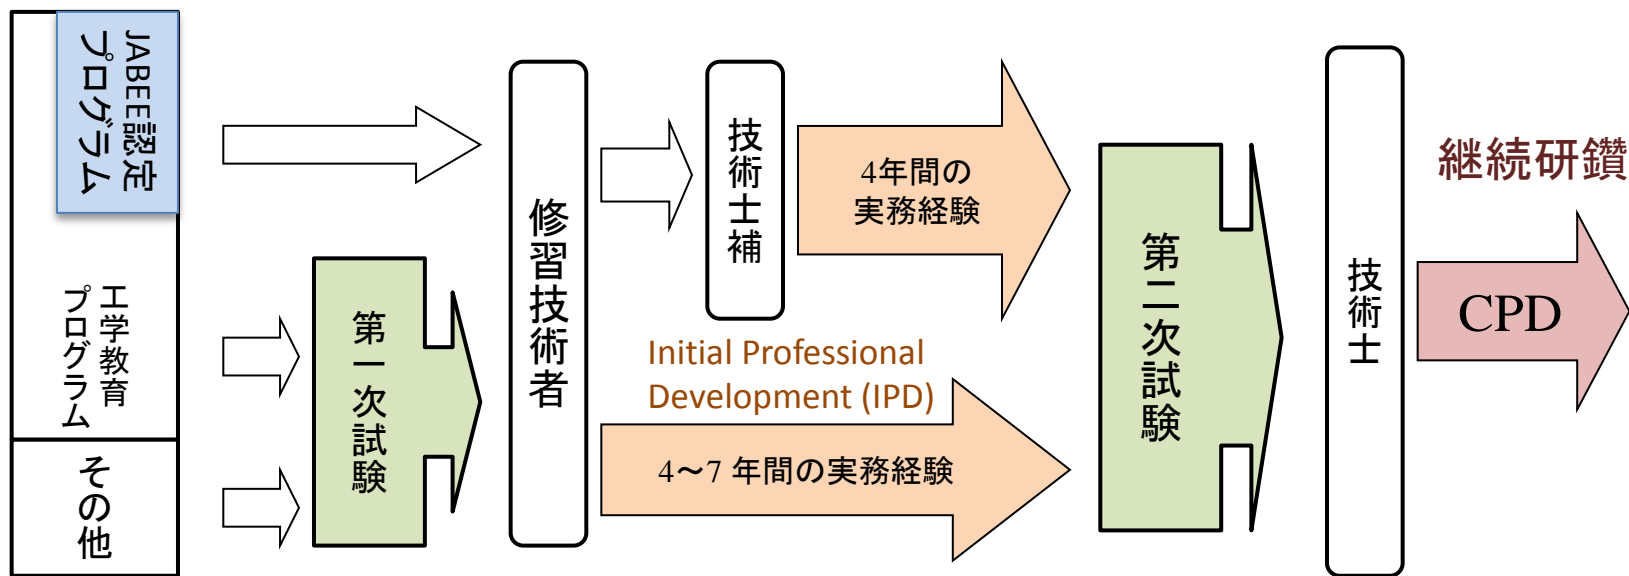 JABEE認定
プログラム
工学教育
プログラム
その他
第一次試験
修習技術者
技術士補
4年間の
実務経験
Initial Professional
Development (IPD)
4～7 年間の実務経験
第二次試験
技術士
継続研鑽
CPD